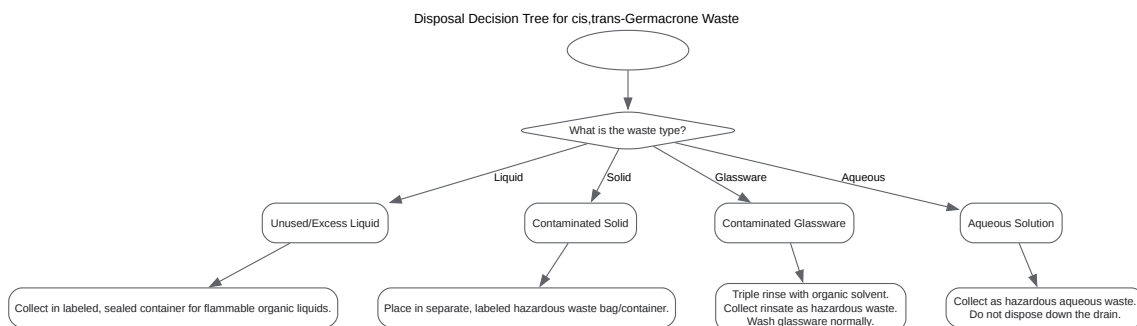 Disposal Decision Tree for cis,trans-Germacrone Waste
What is the waste type?
Liquid
Solid
Glassware
Aqueous
Unused/Excess Liquid
Contaminated Solid
Contaminated Glassware
Aqueous Solution
Collect in labeled, sealed container for flammable organic liquids.
Place in separate, labeled hazardous waste bag/container.
Triple rinse with organic solvent.
Collect rinsate as hazardous waste.
Wash glassware normally.
Collect as hazardous aqueous waste.
Do not dispose down the drain.